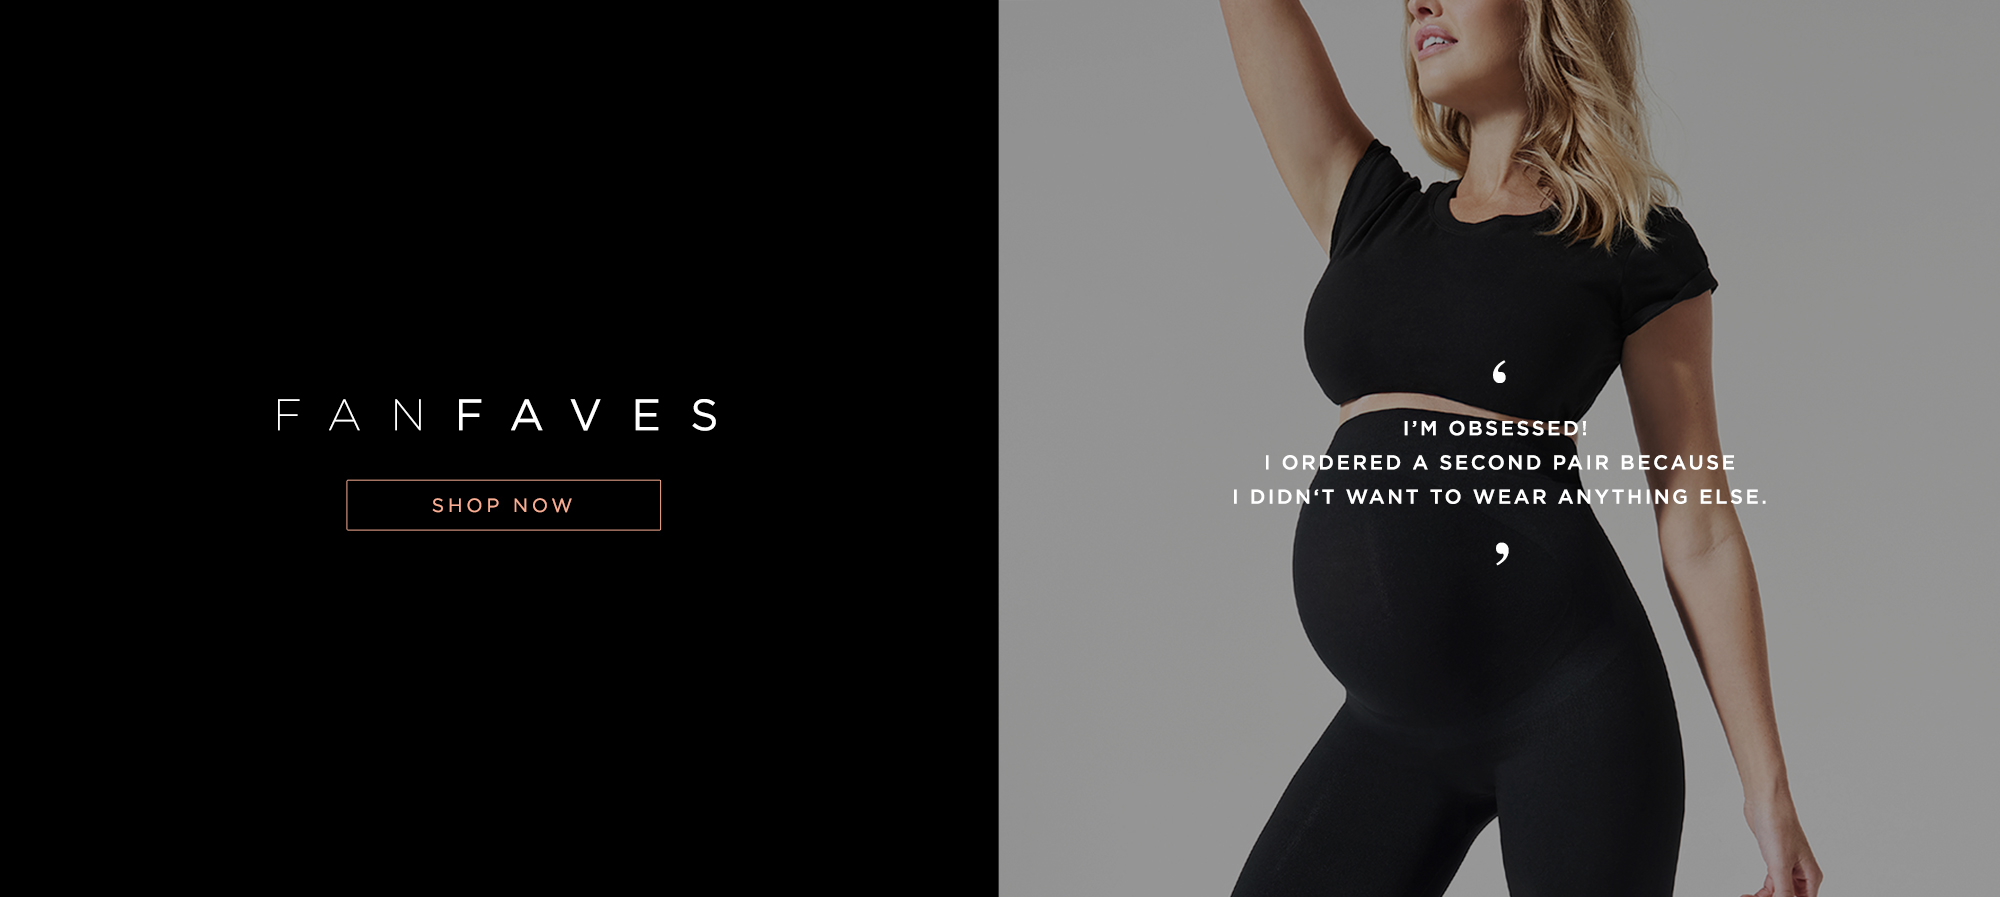 FANFAVES
SHOP NOW
‘
I’M OBSESSED!
I ORDERED A SECOND PAIR BECAUSE
I DIDN‘T WANT TO WEAR ANYTHING ELSE.
’